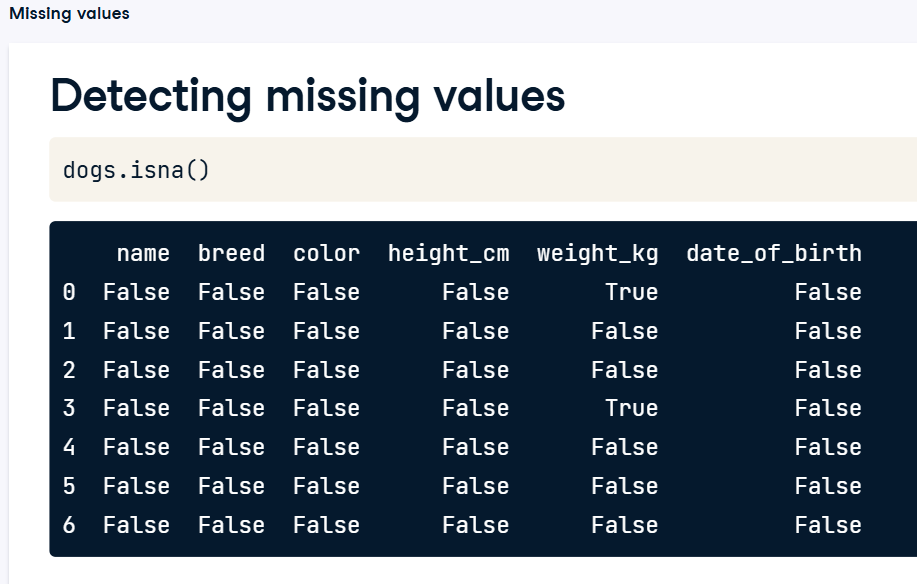 Missing values
Detecting missing values
dogs.isna()
name breed color height_cm weight_kg date_of_birth
0 False False False False True False
1 False False False False False False
2 False False False False False False
3 False False False False True False
4 False False False False False False
5 False False False False False False
6 False False False False False False